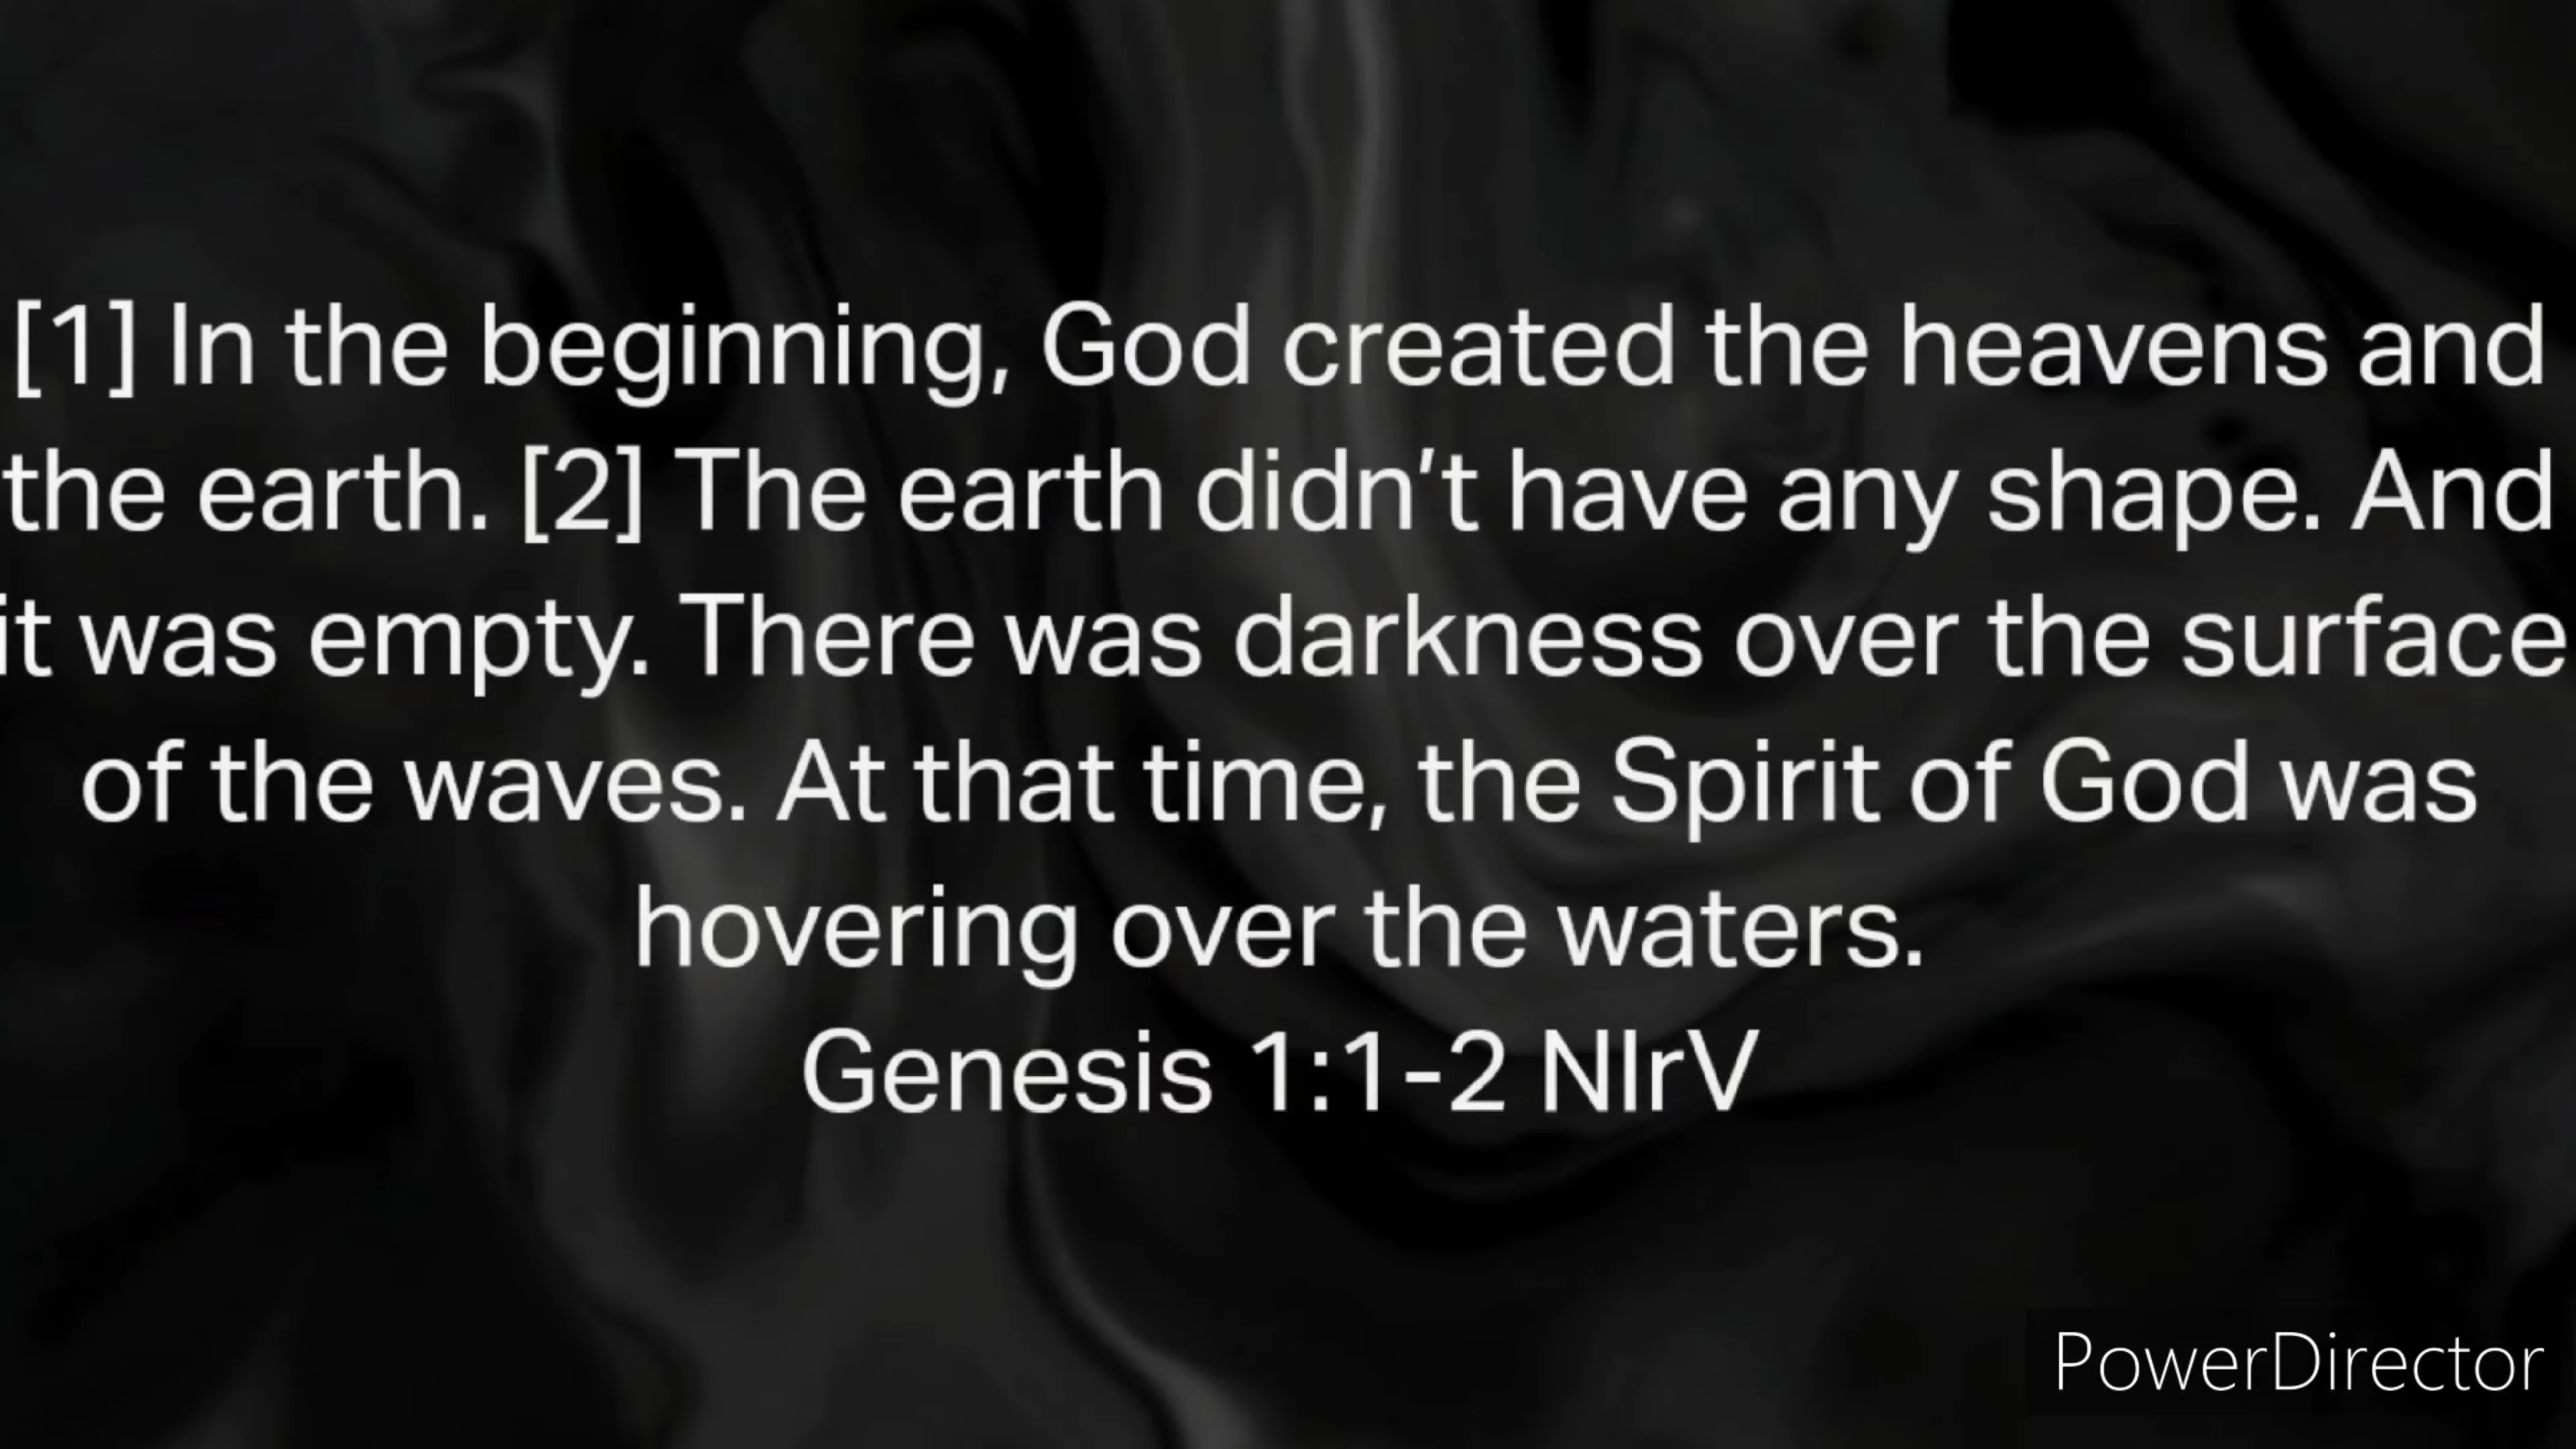 [1] In the beginning, God created the heavens and
the earth. [2] The earth didn’t have any shape. And
it was empty. There was darkness over the surface
of the waves. At that time, the Spirit of God was
hovering over the waters.
Genesis 1:1-2 NIrV
PowerDirector